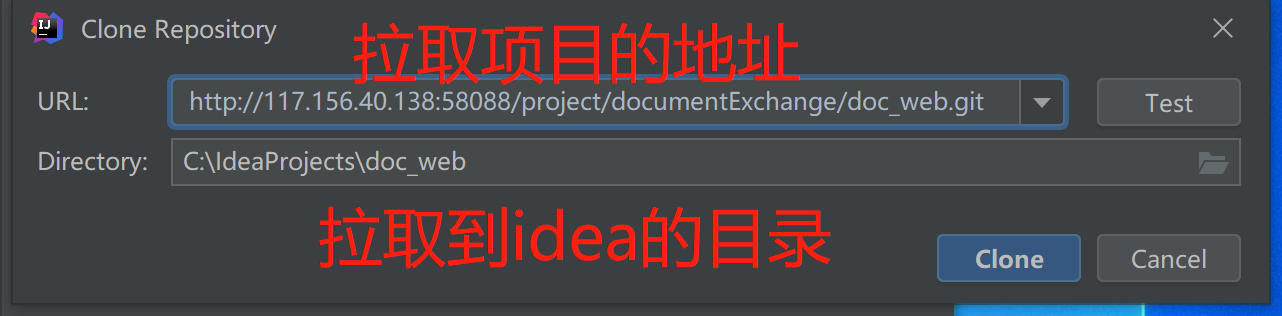 IJ
Clone Repository
拉取项目的地址
URL: http://117.156.40.138:58088/project/documentExchange/doc_web.git Test
Directory: C:\IdeaProjects\doc_web
拉取到idea的目录
Clone Cancel